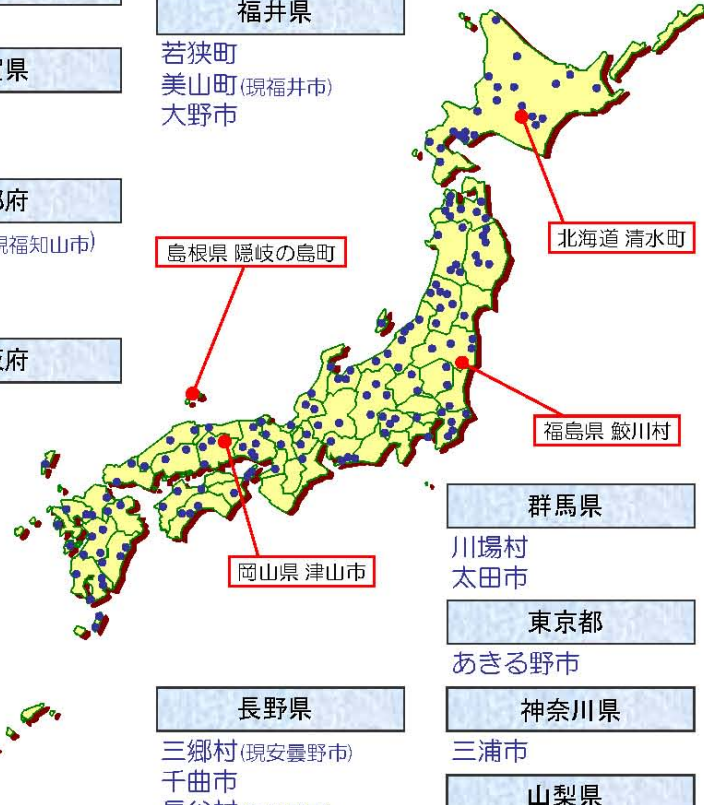 県
府
現福知山市)
府
福井県
若狭町
美山町(現福井市)
大野市
島根県 隠岐の島町
北海道 清水町
福島県 鮫川村
岡山県 津山市
長野県
三郷村(現安曇野市)
千曲市
群馬県
川場村
太田市
東京都
あきる野市
神奈川県
三浦市
山梨県